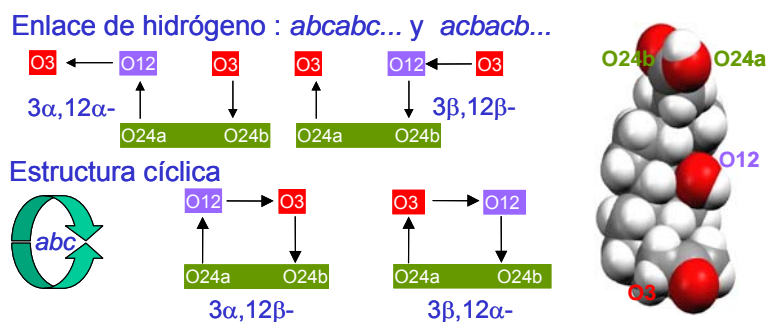 Enlace de hidrógeno : abcabc... y acbacb...
O3 O12 O3 O3 O12 O3
3α,12α- 3β,12β-
O24a O24b O24a O24b
Estructura cíclica
abc
O12 O3 O3 O12
O24a O24b O24a O24b
3α,12β- 3β,12α-
O24b O24a
O12
O3